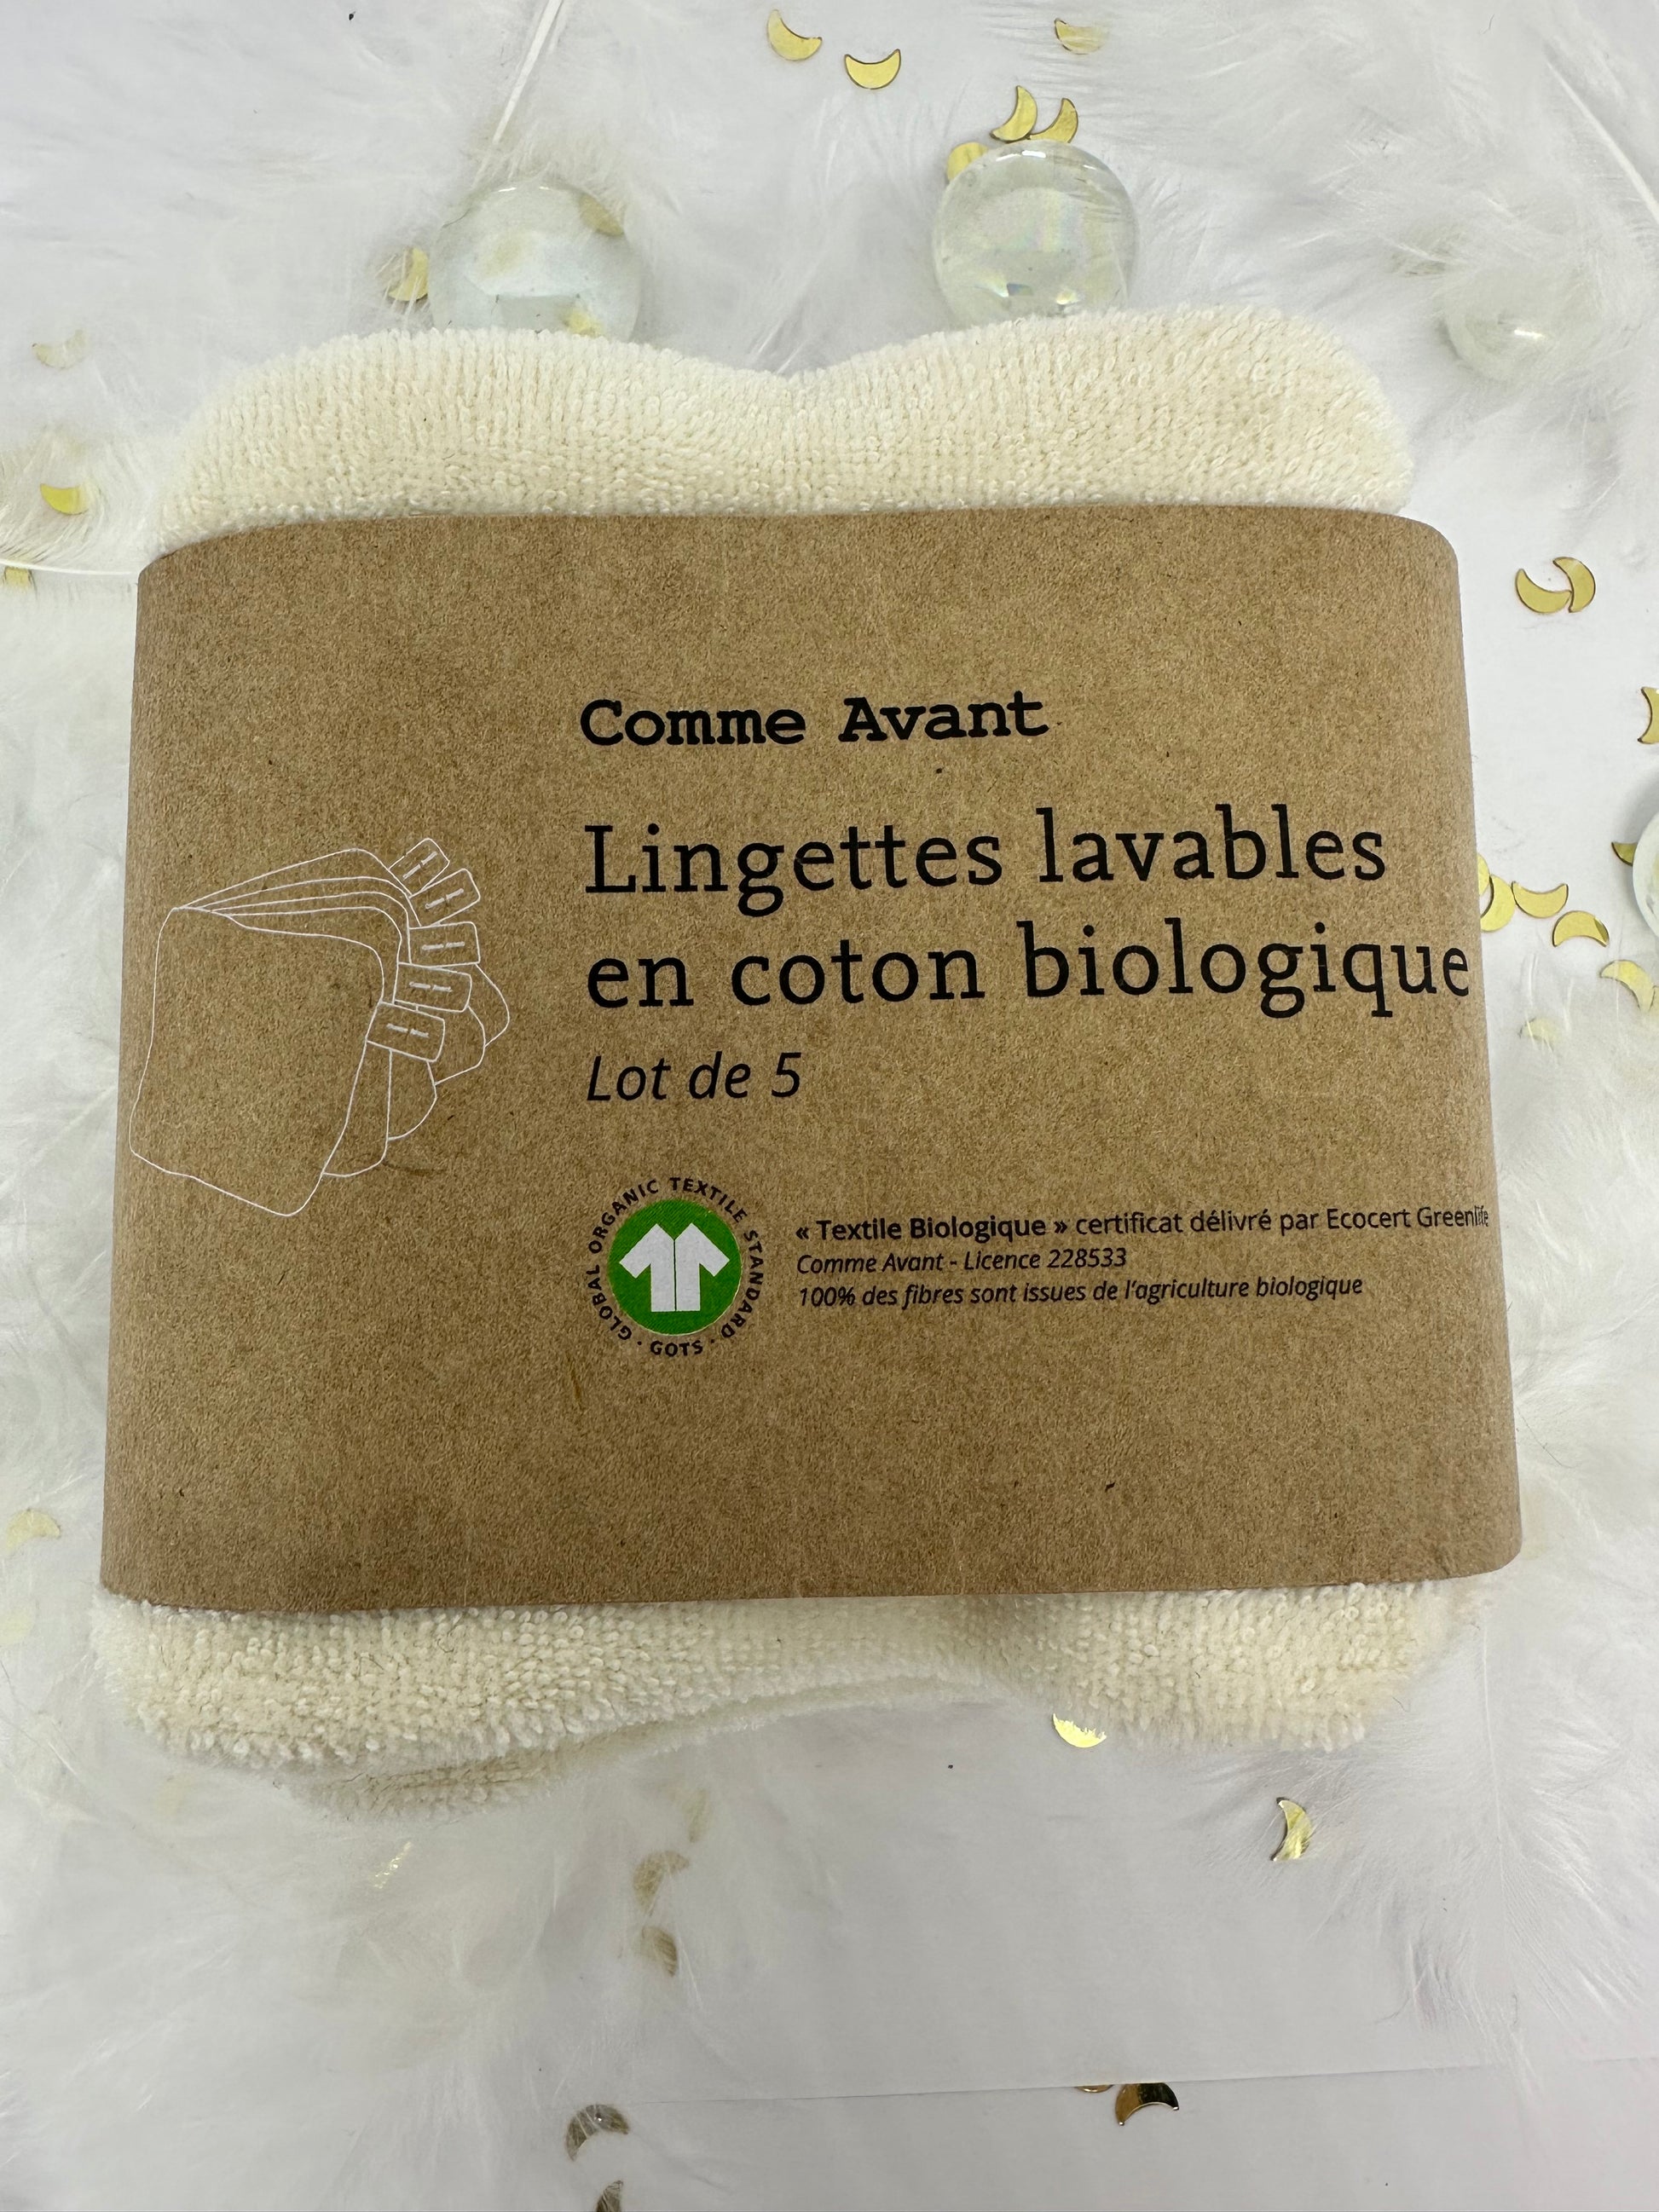 Comme Avant
Lingettes lavables
en coton biologique
Lot de 5
GLOBAL ORGANIC TEXTILE STANDARD · GOTS ·
« Textile Biologique » certificat délivré par Ecocert Greenlife
Comme Avant - Licence 228533
100% des fibres sont issues de l'agriculture biologique